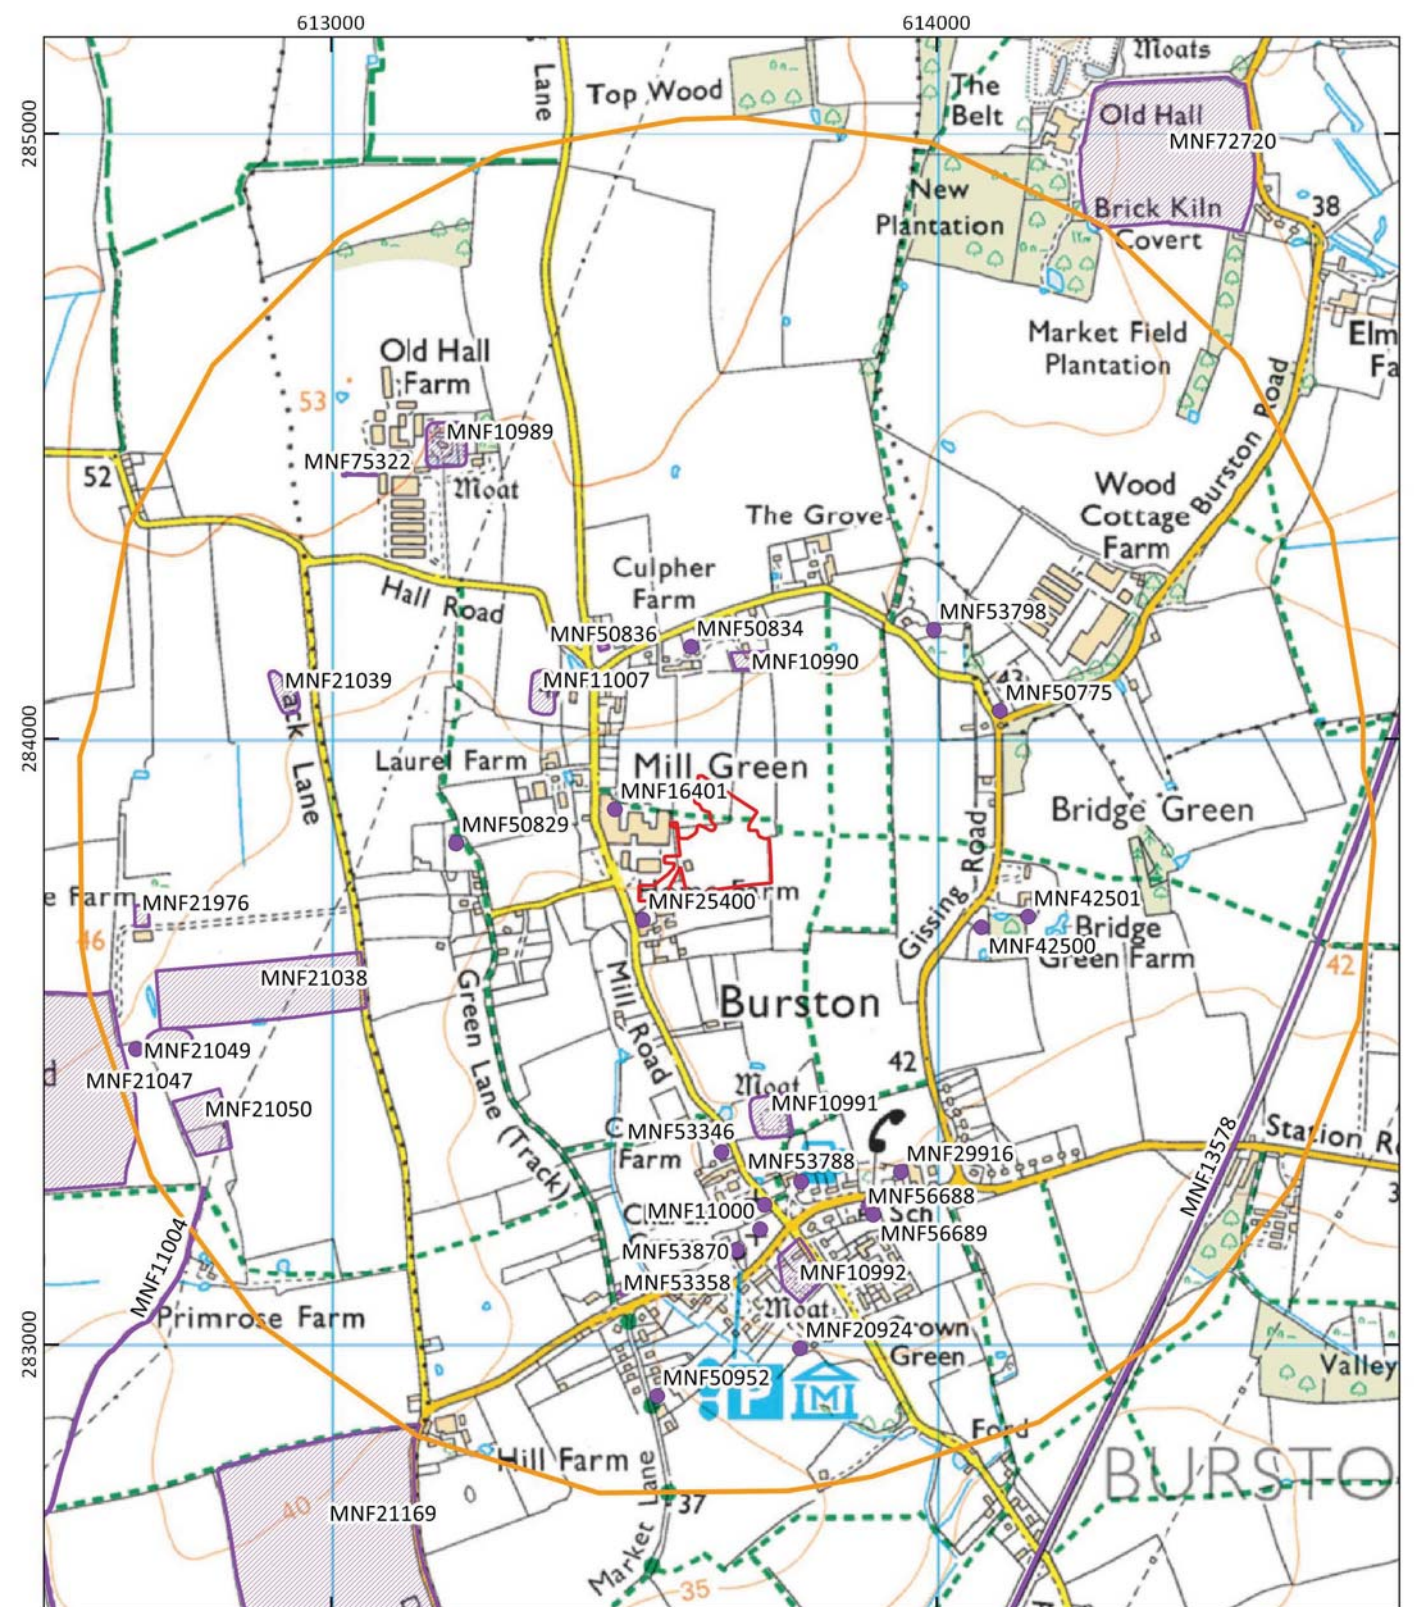 613000
614000
285000
284000
283000
Lane
Top Wood
The
Belt
Moats
Old Hall
MNF72720
New
Plantation
Brick Kiln
Covert
38
Market Field
Plantation
Elm
Fa
Old Hall
Farm
53
MNF10989
MNF75322
Moat
52
Burston Road
Wood
Cottage
Farm
The Grove
Culpher
Farm
Hall Road
MNF53798
MNF50836
MNF50834
MNF10990
MNF21039
MNF11007
43
MNF50775
ack
Lane
Laurel Farm
Mill Green
MNF16401
Bridge Green
MNF50829
Gissing Road
e Farm
MNF21976
46
Farm
MNF25400
MNF42501
MNF42500
Bridge
Green Farm
42
MNF21038
Green Lane (Track)
Mill Road
Burston
42
MNF21049
d
MNF21047
MNF21050
Moat
MNF10991
MNF53346
Farm
MNF53788
MNF29916
Station R
MNF13578
3
MNF56688
MNF11000
Sch
MNF56689
MNF53870
MNF10992
MNF53358
Moat
MNF11004
Primrose Farm
MNF20924
rown
Green
MNF50952
P
M
Valley
Ford
Hill Farm
BURSTO
40
MNF21169
Market Lane
37
35